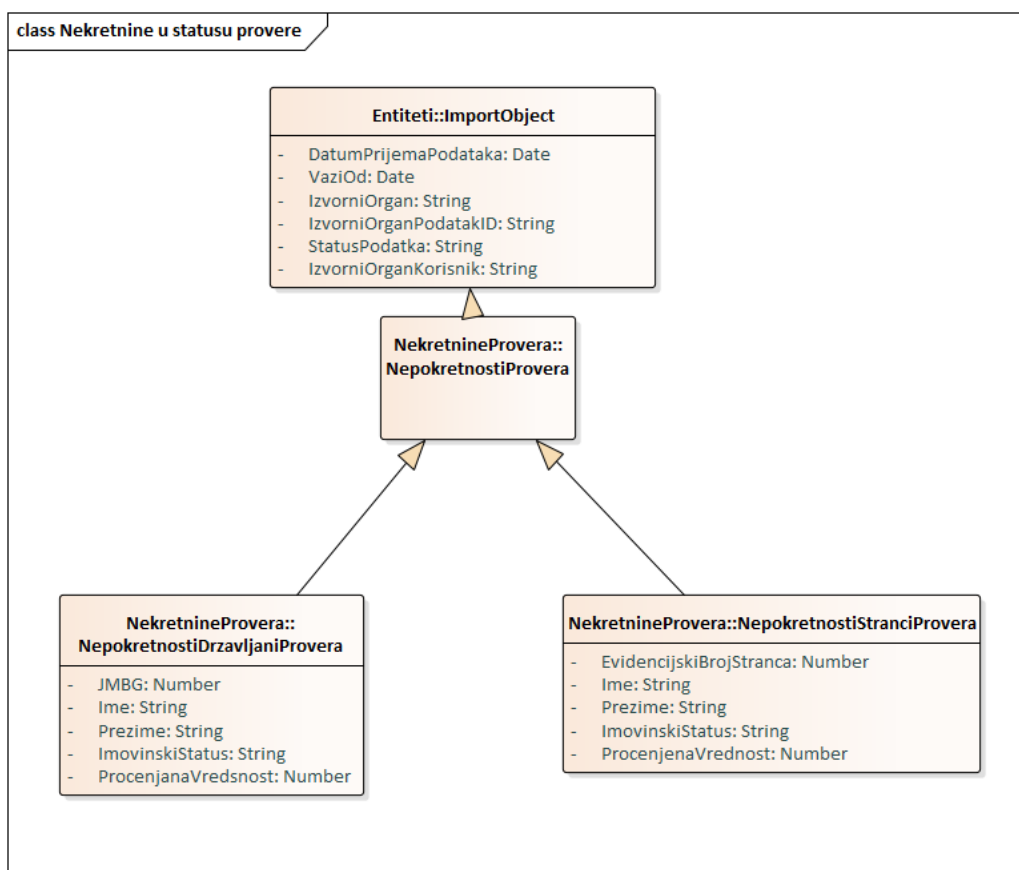 class Nekretnine u statusu provere
Entiteti::ImportObject
- DatumPrijemaPodataka: Date
- VaziOd: Date
- IzvorniOrgan: String
- IzvorniOrganPodatakID: String
- StatusPodatka: String
- IzvorniOrganKorisnik: String
NekretnineProvera::
NepokretnostiProvera
NekretnineProvera::
NepokretnostiDrzavljaniProvera
- JMBG: Number
- Ime: String
- Prezime: String
- ImovinskiStatus: String
- ProcenjanaVredsnost: Number
NekretnineProvera::NepokretnostiStranciProvera
- EvidencijskiBrojStranca: Number
- Ime: String
- Prezime: String
- ImovinskiStatus: String
- ProcenjenaVrednost: Number